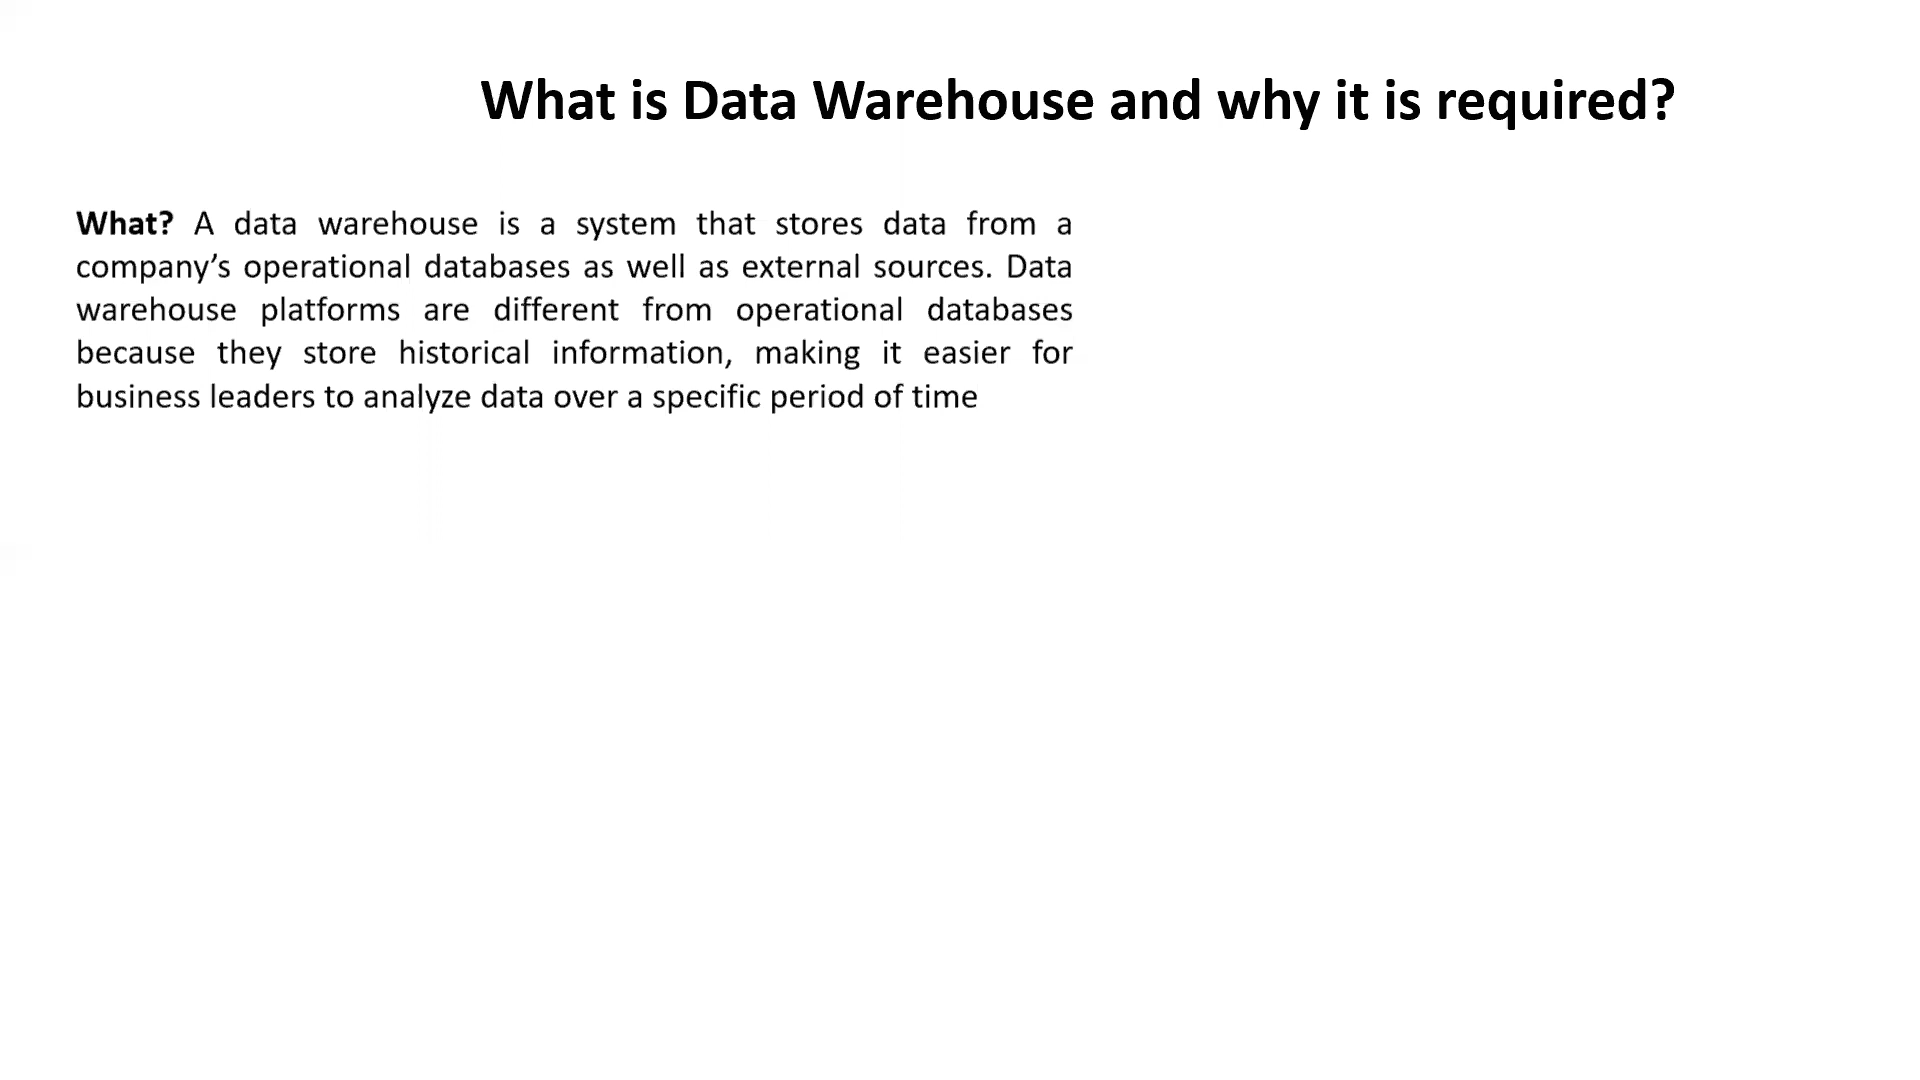 What is Data Warehouse and why it is required?
What? A data warehouse is a system that stores data from a
company’s operational databases as well as external sources. Data
warehouse platforms are different from operational databases
because they store historical information, making it easier for
business leaders to analyze data over a specific period of time